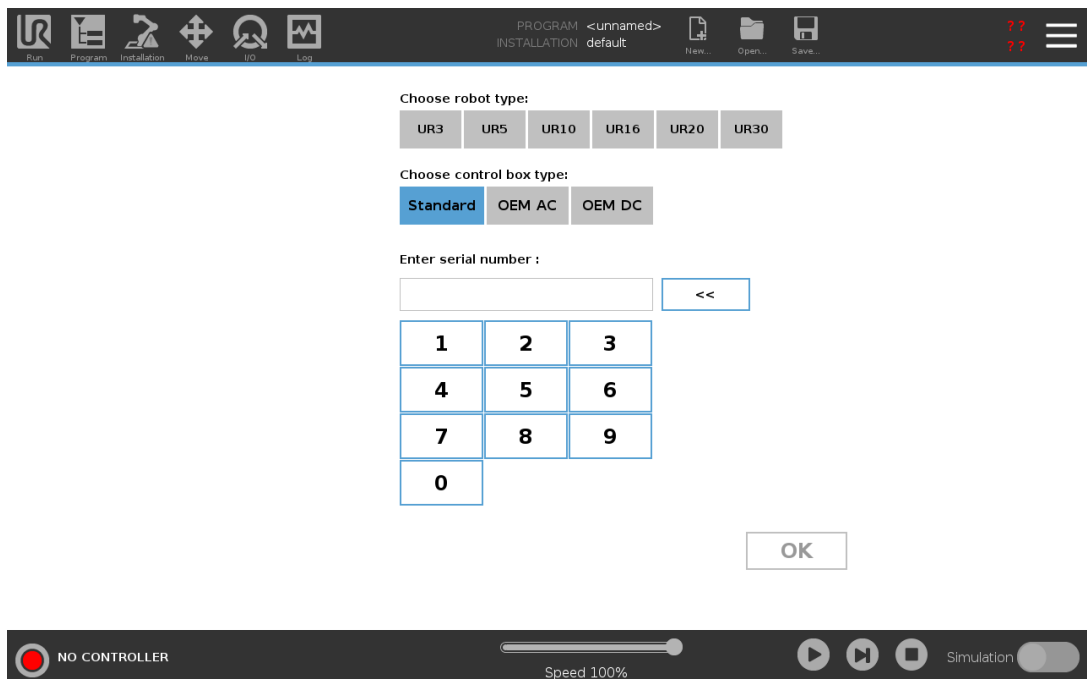 PROGRAM <unnamed>
INSTALLATION default
Run Program Installation Move I/O Log New... Open... Save...
? ?
? ?
Choose robot type:
UR3 UR5 UR10 UR16 UR20 UR30
Choose control box type:
Standard OEM AC OEM DC
Enter serial number :
<<
1 2 3
4 5 6
7 8 9
0
OK
NO CONTROLLER
Speed 100%
Simulation